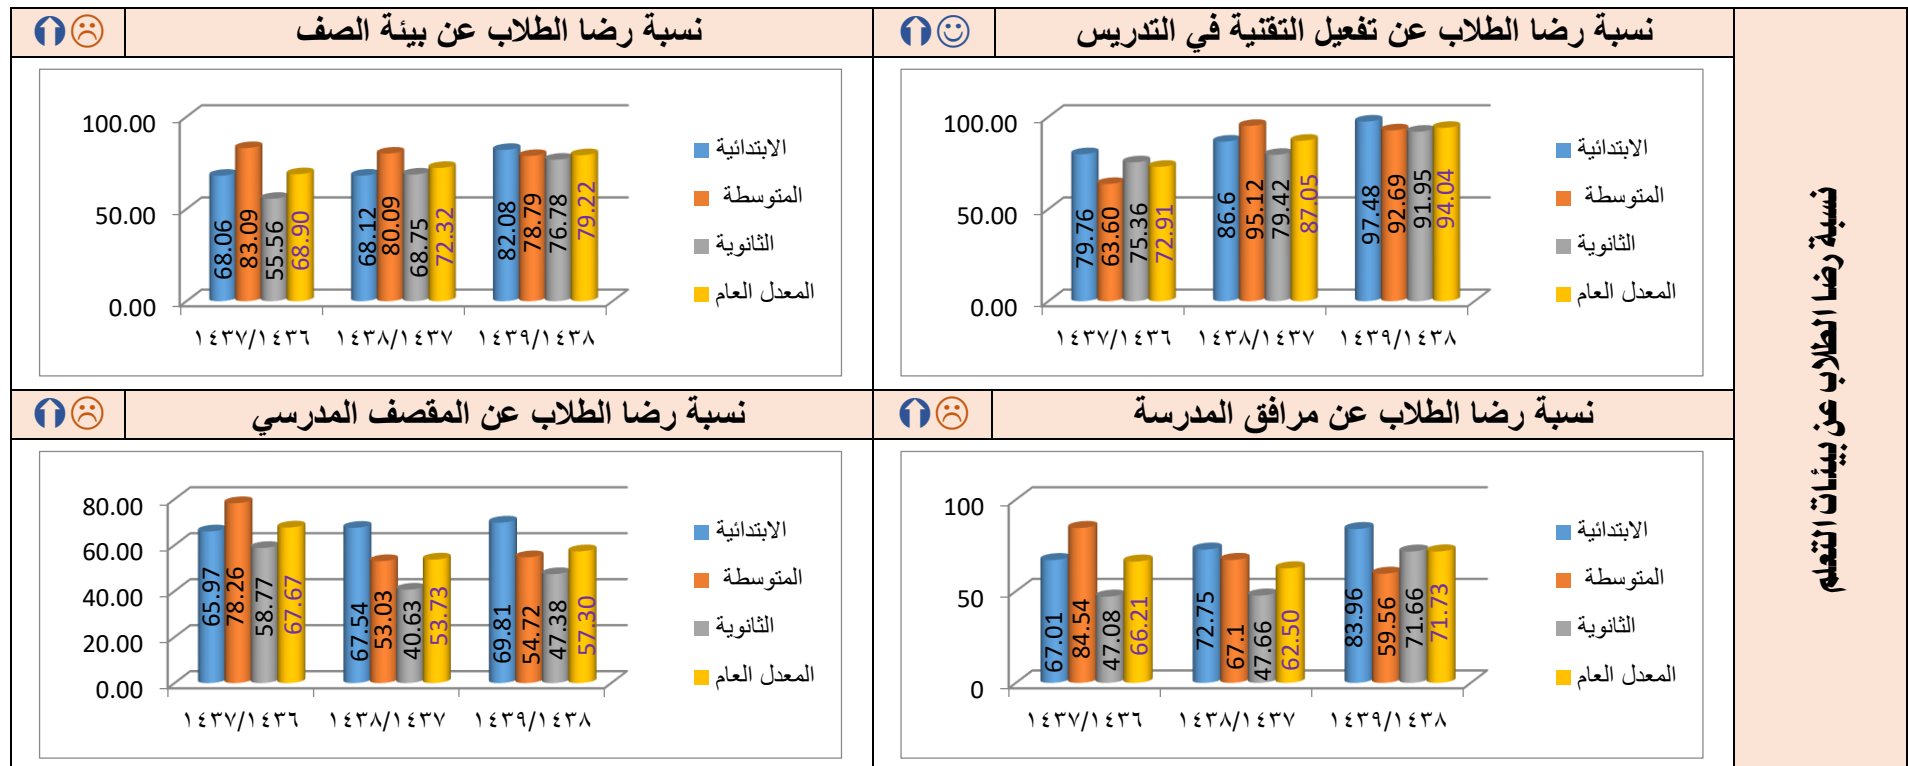 نسبة رضا الطلاب عن بيئات التعلم
نسبة رضا الطلاب عن تفعيل التقنية في التدريس
100.00
50.00
0.00
79.76 63.60 75.36 72.91
86.6 95.12 79.42 87.05
97.48 92.69 91.95 94.04
١٤٣٧/١٤٣٦ ١٤٣٨/١٤٣٧ ١٤٣٩/١٤٣٨
الابتدائية
المتوسطة
الثانوية
المعدل العام
نسبة رضا الطلاب عن بيئة الصف
100.00
50.00
0.00
68.06 83.09 55.56 68.90
68.12 80.09 68.75 72.32
82.08 78.79 76.78 79.22
١٤٣٧/١٤٣٦ ١٤٣٨/١٤٣٧ ١٤٣٩/١٤٣٨
الابتدائية
المتوسطة
الثانوية
المعدل العام
نسبة رضا الطلاب عن مرافق المدرسة
100
50
0
67.01 84.54 47.08 66.21
72.75 67.1 47.66 62.50
83.96 59.56 71.66 71.73
١٤٣٧/١٤٣٦ ١٤٣٨/١٤٣٧ ١٤٣٩/١٤٣٨
الابتدائية
المتوسطة
الثانوية
المعدل العام
نسبة رضا الطلاب عن المقصف المدرسي
80.00
60.00
40.00
20.00
0.00
65.97 78.26 58.77 67.67
67.54 53.03 40.63 53.73
69.81 54.72 47.38 57.30
١٤٣٧/١٤٣٦ ١٤٣٨/١٤٣٧ ١٤٣٩/١٤٣٨
الابتدائية
المتوسطة
الثانوية
المعدل العام